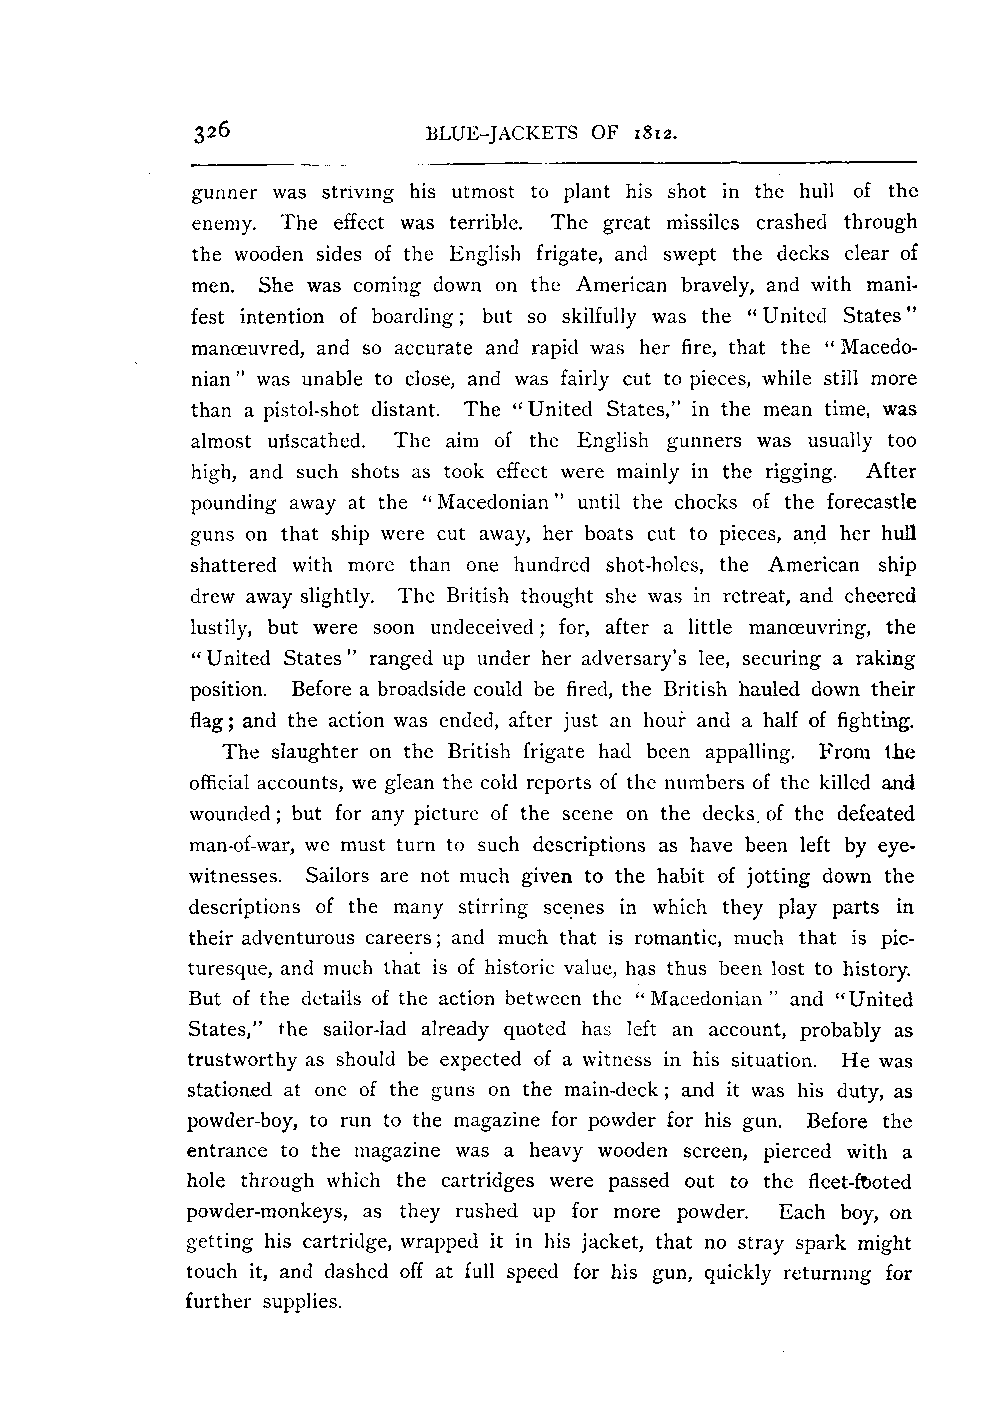 326 BLUE-JACKETS OF 1812.
gunner was striving his utmost to plant his shot in the hull of the
enemy. The effect was terrible. The great missiles crashed through
the wooden sides of the English frigate, and swept the decks clear of
men. She was coming down on the American bravely, and with mani-
fest intention of boarding; but so skilfully was the "United States"
manœuvred, and so accurate and rapid was her fire, that the "Macedo-
nian" was unable to close, and was fairly cut to pieces, while still more
than a pistol-shot distant. The "United States," in the mean time, was
almost unscathed. The aim of the English gunners was usually too
high, and such shots as took effect were mainly in the rigging. After
pounding away at the "Macedonian" until the chocks of the forecastle
guns on that ship were cut away, her boats cut to pieces, and her hull
shattered with more than one hundred shot-holes, the American ship
drew away slightly. The British thought she was in retreat, and cheered
lustily, but were soon undeceived; for, after a little manœuvring, the
"United States" ranged up under her adversary's lee, securing a raking
position. Before a broadside could be fired, the British hauled down their
flag; and the action was ended, after just an hour and a half of fighting.
The slaughter on the British frigate had been appalling. From the
official accounts, we glean the cold reports of the numbers of the killed and
wounded; but for any picture of the scene on the decks of the defeated
man-of-war, we must turn to such descriptions as have been left by eye-
witnesses. Sailors are not much given to the habit of jotting down the
descriptions of the many stirring scenes in which they play parts in
their adventurous careers; and much that is romantic, much that is pic-
turesque, and much that is of historic value, has thus been lost to history.
But of the details of the action between the "Macedonian" and "United
States," the sailor-lad already quoted has left an account, probably as
trustworthy as should be expected of a witness in his situation. He was
stationed at one of the guns on the main-deck; and it was his duty, as
powder-boy, to run to the magazine for powder for his gun. Before the
entrance to the magazine was a heavy wooden screen, pierced with a
hole through which the cartridges were passed out to the fleet-footed
powder-monkeys, as they rushed up for more powder. Each boy, on
getting his cartridge, wrapped it in his jacket, that no stray spark might
touch it, and dashed off at full speed for his gun, quickly returning for
further supplies.